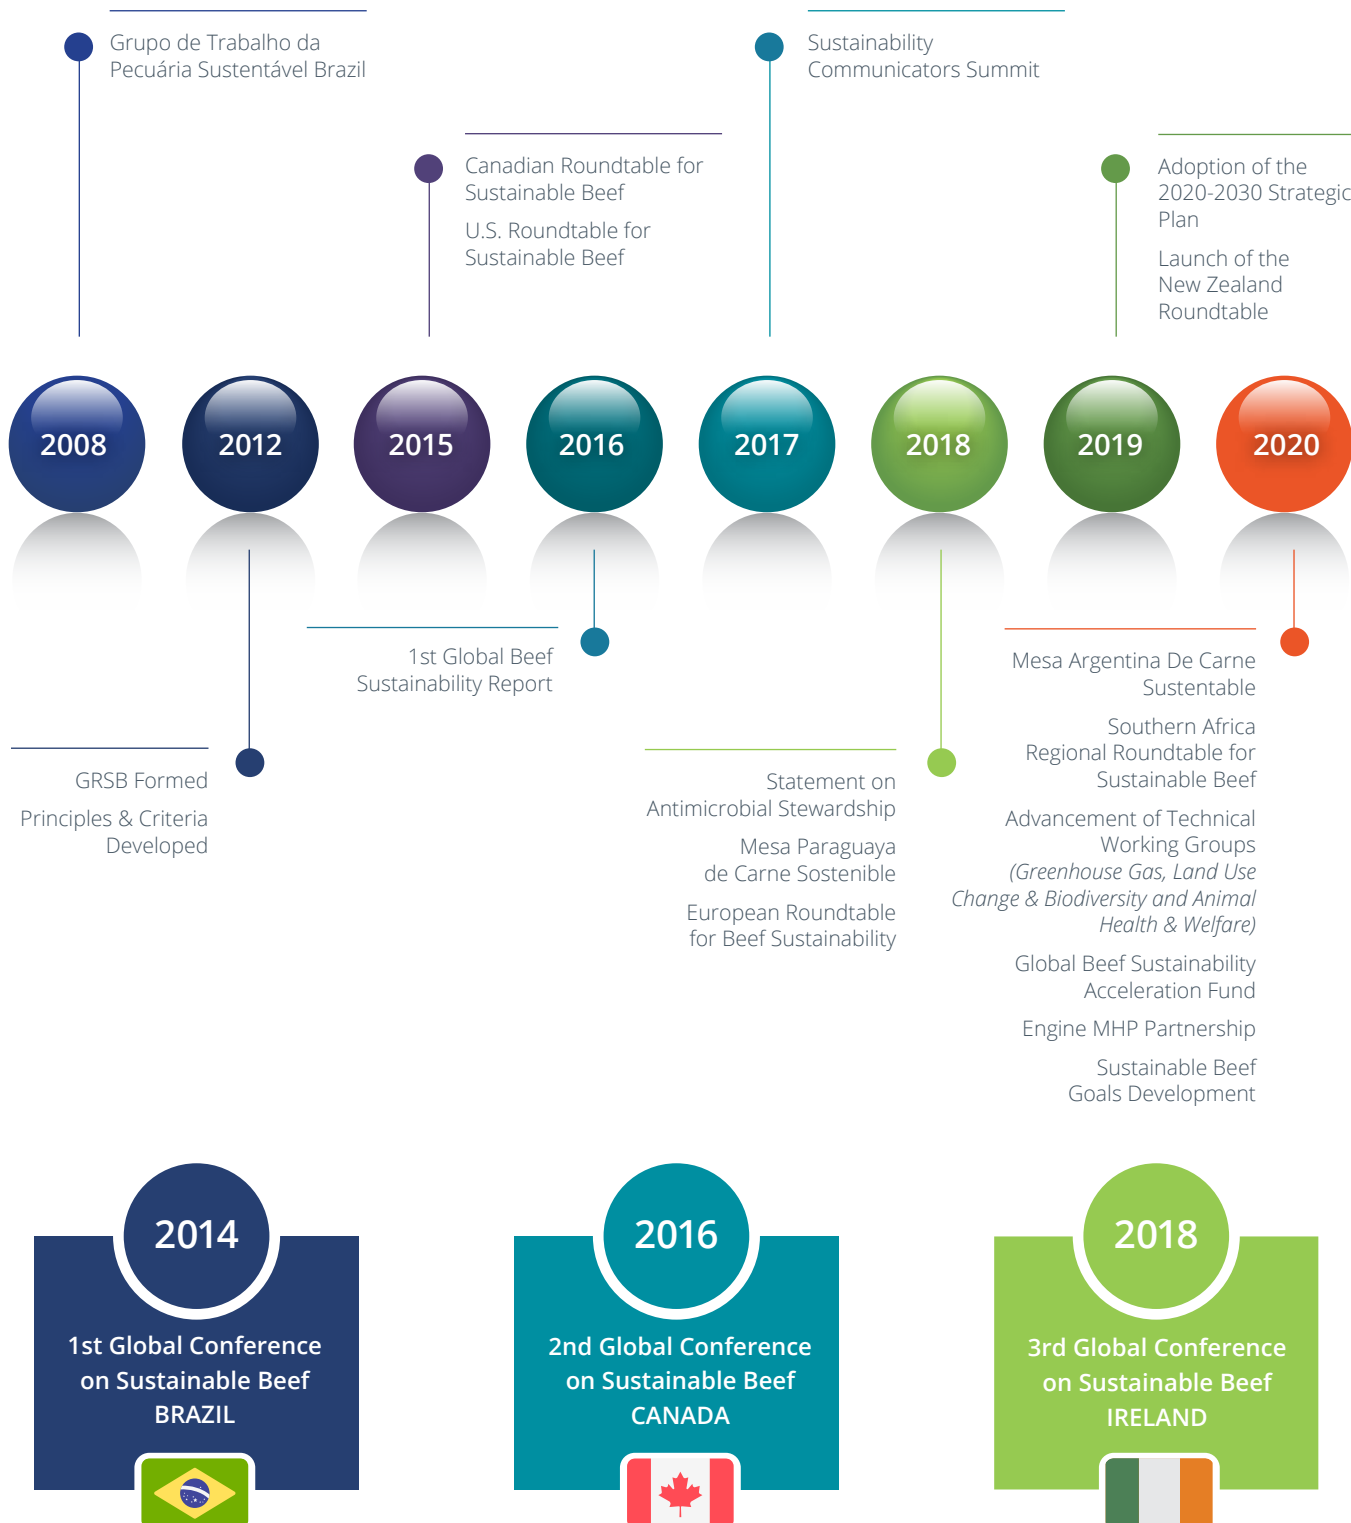 Grupo de Trabalho da
Pecuária Sustentável Brazil
Sustainability
Communicators Summit
Canadian Roundtable for
Sustainable Beef
U.S. Roundtable for
Sustainable Beef
Adoption of the
2020-2030 Strategic
Plan
Launch of the
New Zealand
Roundtable
2008
2012
2015
2016
2017
2018
2019
2020
1st Global Beef
Sustainability Report
GRSB Formed
Principles & Criteria
Developed
Statement on
Antimicrobial Stewardship
Mesa Paraguaya
de Carne Sostenible
European Roundtable
for Beef Sustainability
Mesa Argentina De Carne
Sustentable
Southern Africa
Regional Roundtable for
Sustainable Beef
Advancement of Technical
Working Groups
(Greenhouse Gas, Land Use
Change & Biodiversity and Animal
Health & Welfare)
Global Beef Sustainability
Acceleration Fund
Engine MHP Partnership
Sustainable Beef
Goals Development
2014
1st Global Conference
on Sustainable Beef
BRAZIL
2016
2nd Global Conference
on Sustainable Beef
CANADA
2018
3rd Global Conference
on Sustainable Beef
IRELAND